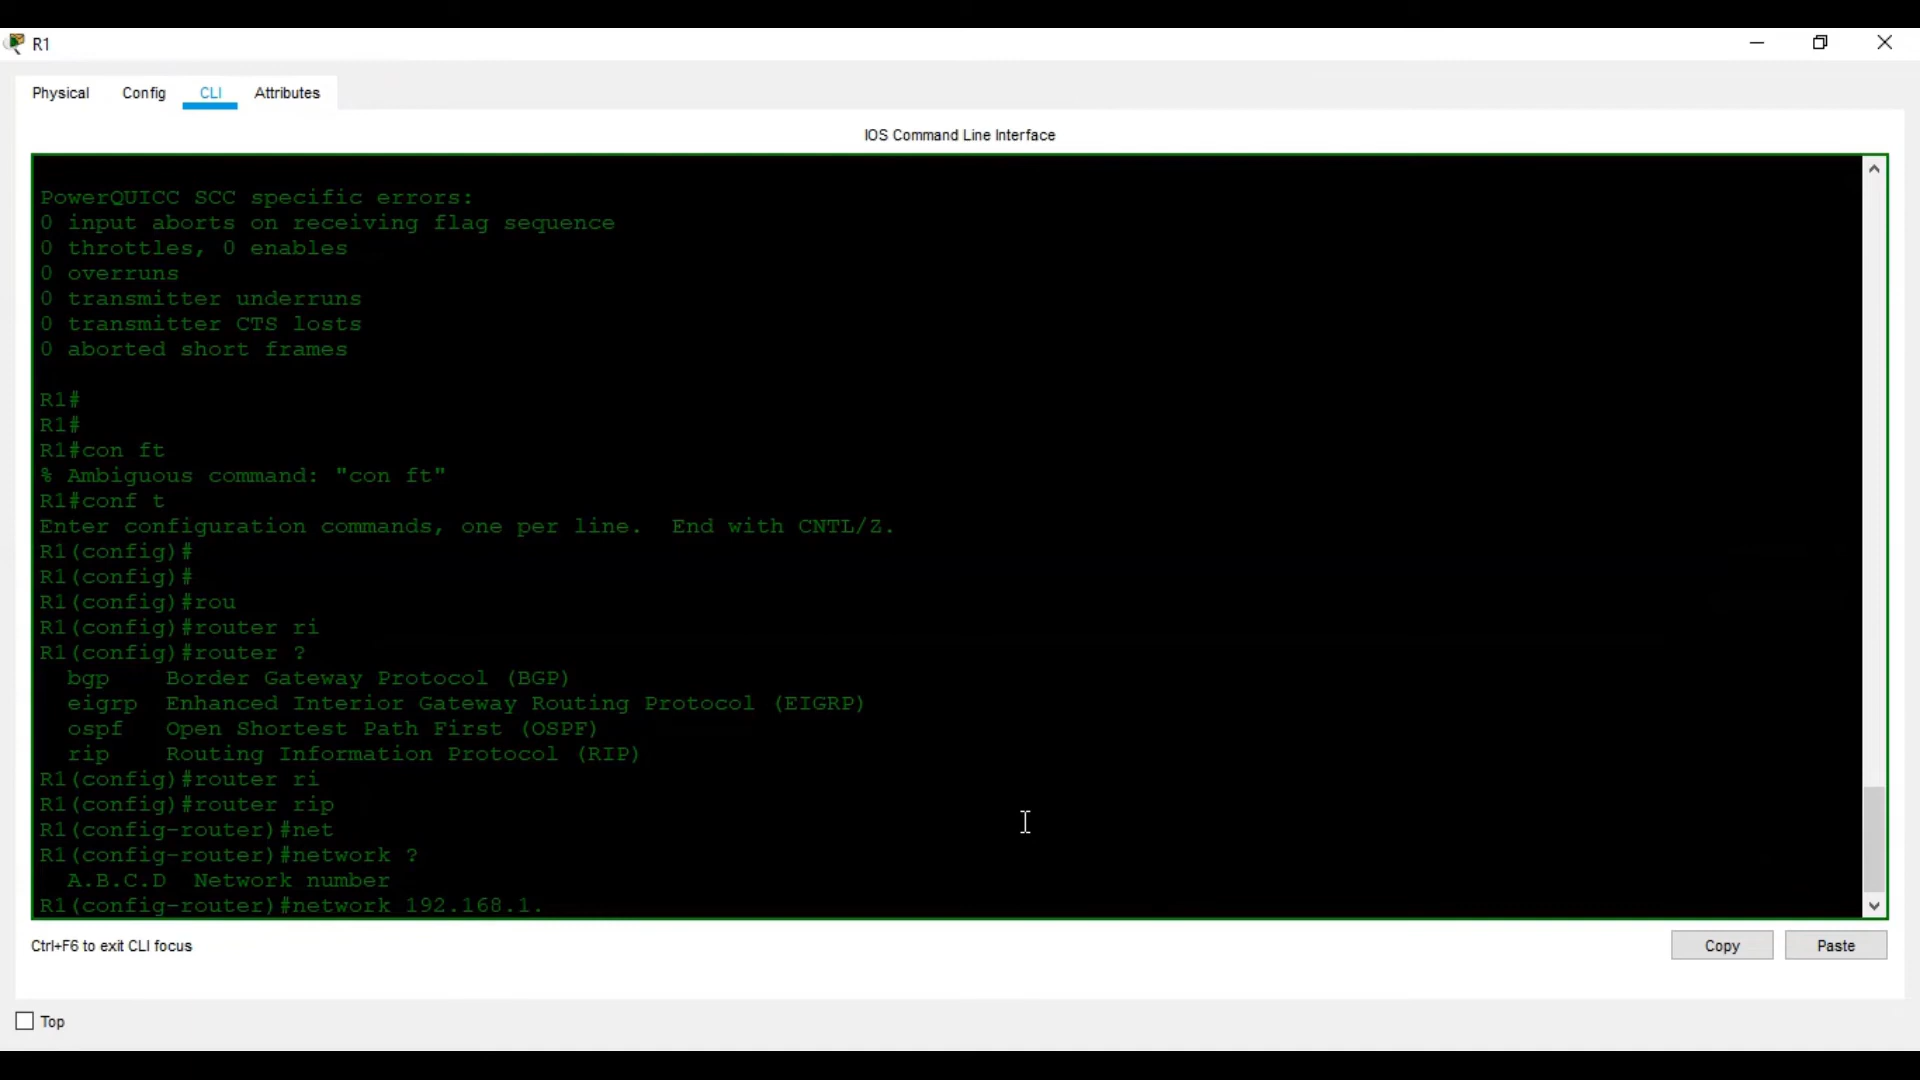 R1
Physical Config CLI Attributes
IOS Command Line Interface
PowerQUICC SCC specific errors:
0 input aborts on receiving flag sequence
0 throttles, 0 enables
0 overruns
0 transmitter underruns
0 transmitter CTS losts
0 aborted short frames
R1#
R1#
R1#con ft
% Ambiguous command: "con ft"
R1#conf t
Enter configuration commands, one per line.  End with CNTL/Z.
R1(config)#
R1(config)#
R1(config)#rou
R1(config)#router ri
R1(config)#router ?
bgp    Border Gateway Protocol (BGP)
eigrp  Enhanced Interior Gateway Routing Protocol (EIGRP)
ospf   Open Shortest Path First (OSPF)
rip    Routing Information Protocol (RIP)
R1(config)#router ri
R1(config)#router rip
R1(config-router)#net
R1(config-router)#network ?
A.B.C.D  Network number
R1(config-router)#network 192.168.1.
Ctrl+F6 to exit CLI focus
Copy Paste
Top